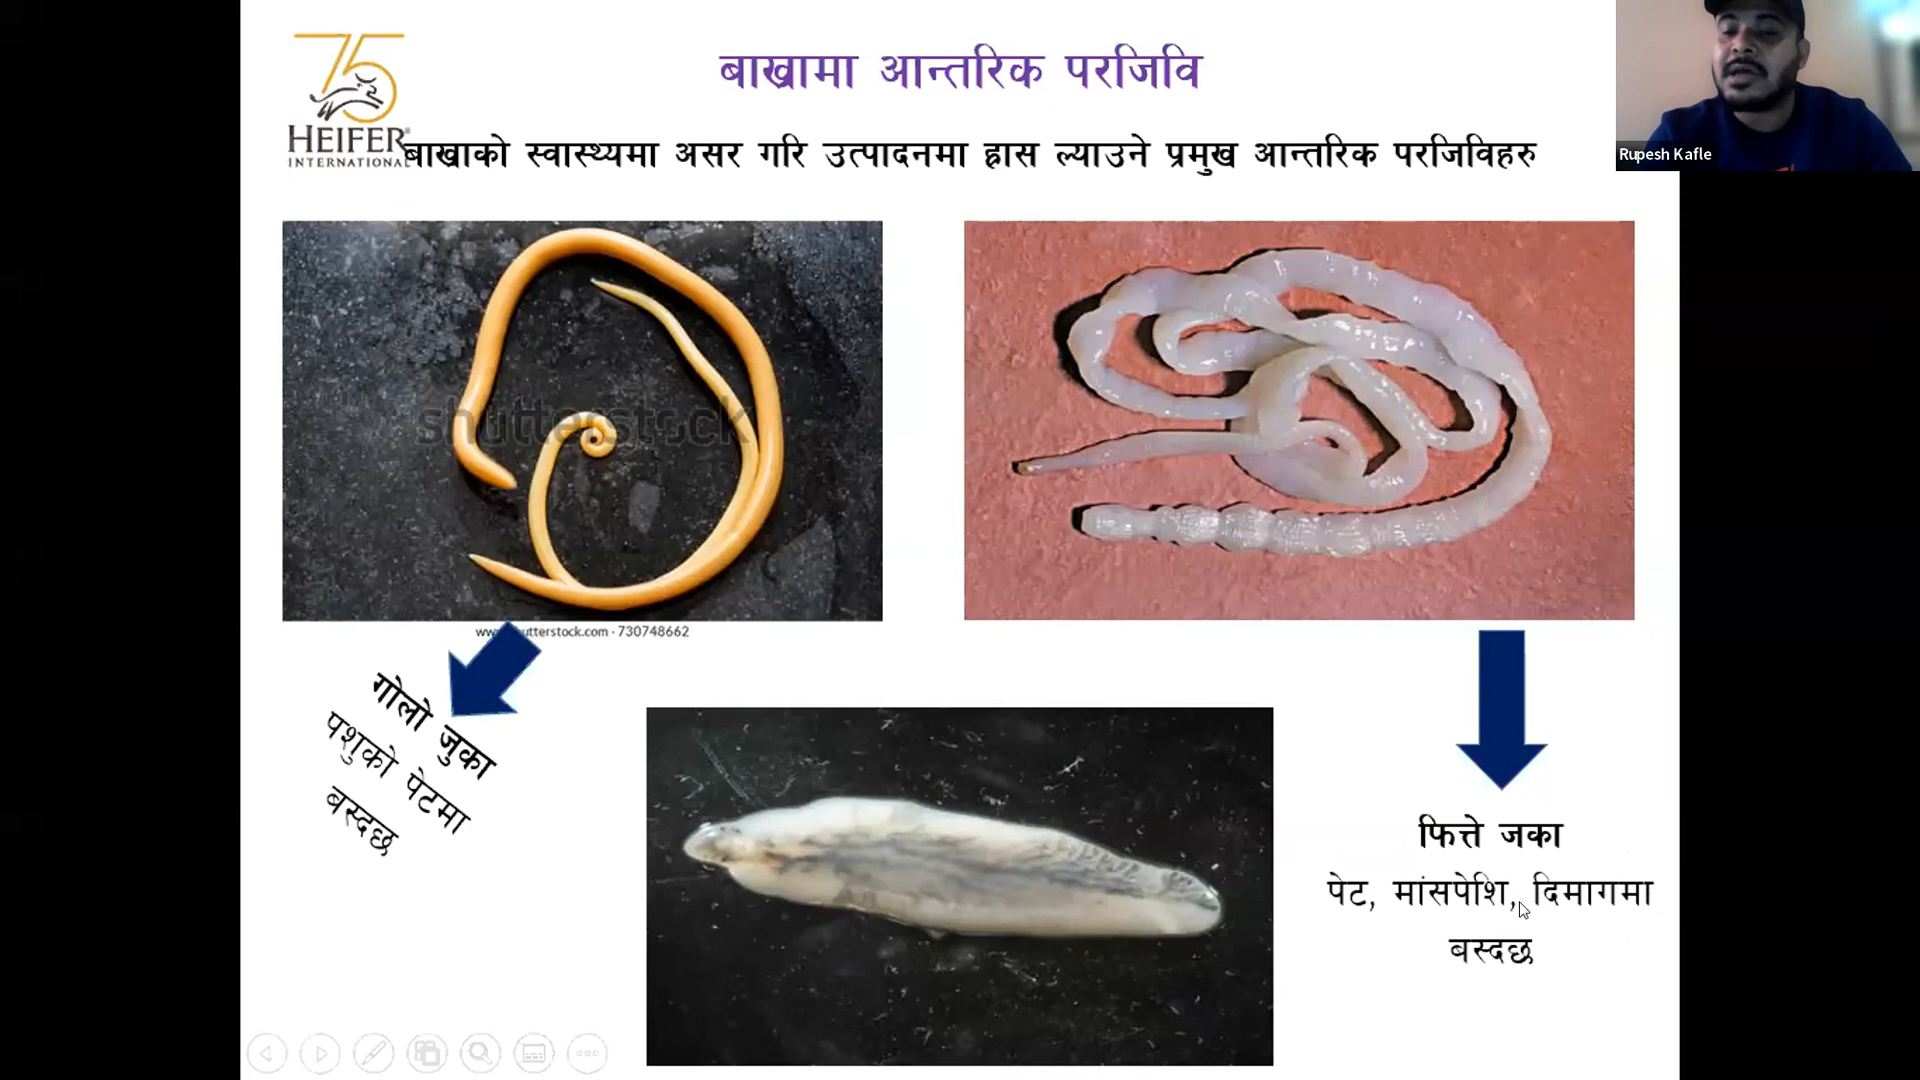 75
HEIFER®
INTERNATIONAL
बाख्रामा आन्तरिक परजिवि
बाख्राको स्वास्थ्यमा असर गरि उत्पादनमा ह्रास ल्याउने प्रमुख आन्तरिक परजिविहरु
Rupesh Kafle
shutterstock
www.shutterstock.com · 730748662
गोलो जुका
पशुको पेटमा
बस्दछ
फित्ते जका
पेट, मांसपेशि, दिमागमा
बस्दछ